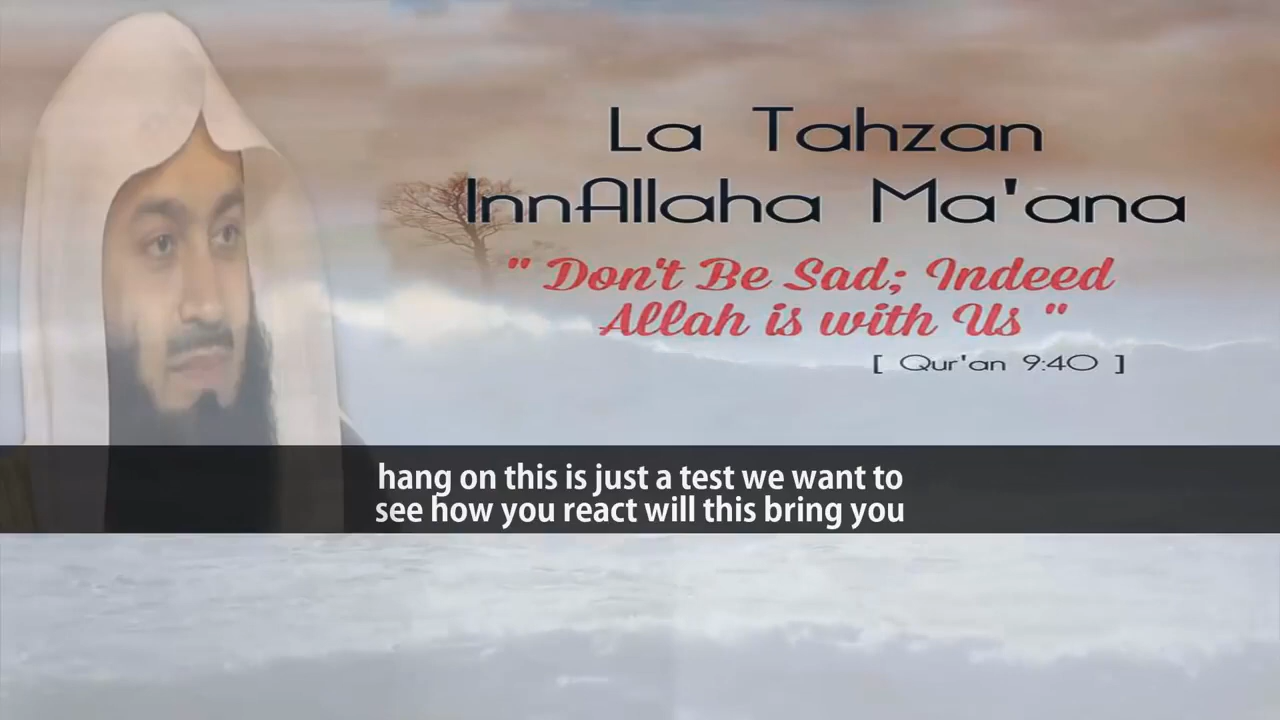 La Tahzan
InnAllaha Ma'ana
" Don't Be Sad; Indeed
Allah is with Us "
[ Qur'an 9:40 ]
hang on this is just a test we want to
see how you react will this bring you